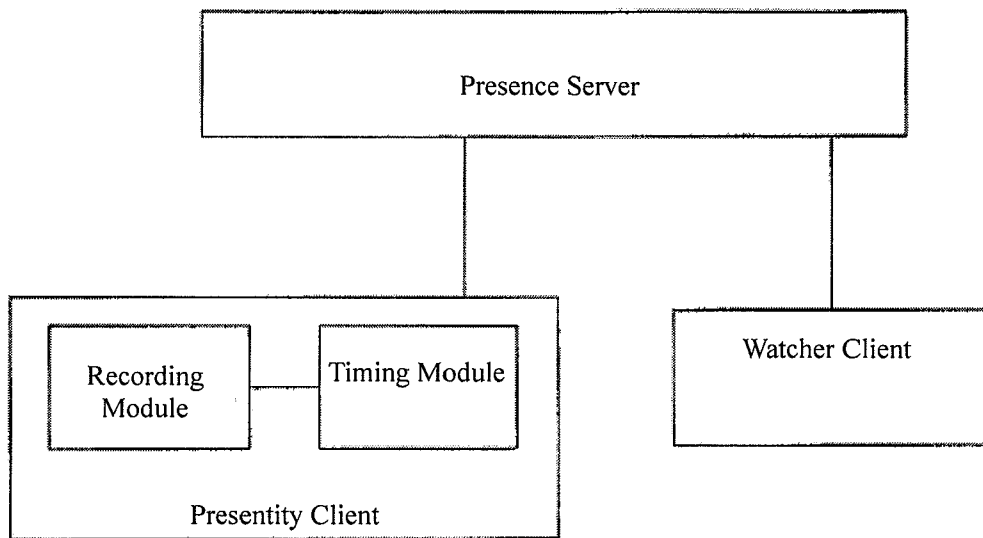 Presence Server
Recording
Module
Timing Module
Watcher Client
Presentity Client